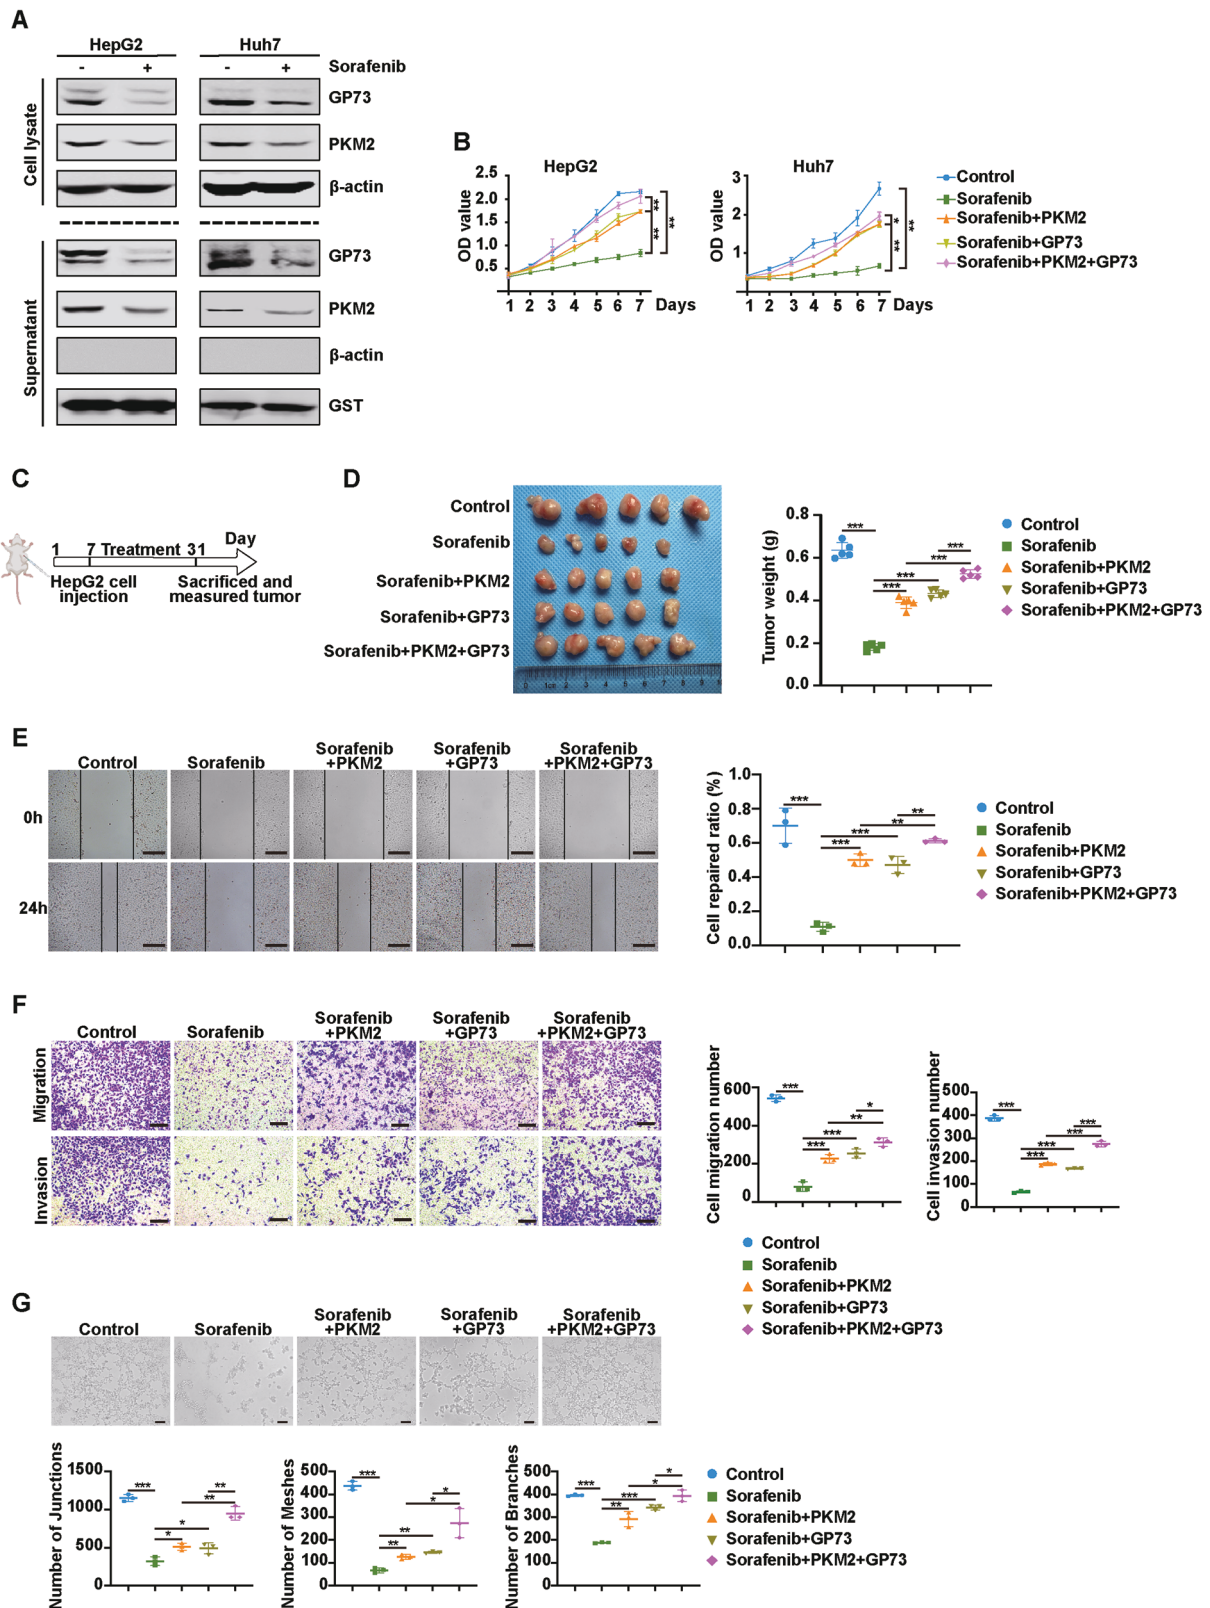 A
HepG2 Huh7
- + - + Sorafenib
Cell lysate
GP73
PKM2
β-actin
Supernatant
GP73
PKM2
β-actin
GST
B
HepG2
OD value
2.5
2.0
1.5
1.0
0.5
1 2 3 4 5 6 7 Days
** ** **
Huh7
OD value
3
2
1
1 2 3 4 5 6 7 Days
* ** **
Control
Sorafenib
Sorafenib+PKM2
Sorafenib+GP73
Sorafenib+PKM2+GP73
C
Day
1 7 Treatment 31
HepG2 cell
injection
Sacrificed and
measured tumor
D
Control
Sorafenib
Sorafenib+PKM2
Sorafenib+GP73
Sorafenib+PKM2+GP73
0 1cm 2 3 4 5 6 7 8 9
Tumor weight (g)
0.8
0.6
0.4
0.2
0.0
*** *** *** *** ***
Control
Sorafenib
Sorafenib+PKM2
Sorafenib+GP73
Sorafenib+PKM2+GP73
E
Control Sorafenib Sorafenib +PKM2 Sorafenib +GP73 Sorafenib +PKM2+GP73
0h
24h
Cell repaired ratio (%)
1.0
0.8
0.6
0.4
0.2
0.0
*** *** *** ** **
Control
Sorafenib
Sorafenib+PKM2
Sorafenib+GP73
Sorafenib+PKM2+GP73
F
Control Sorafenib Sorafenib +PKM2 Sorafenib +GP73 Sorafenib +PKM2+GP73
Migration
Invasion
Cell migration number
600
400
200
0
*** *** *** ** *
Cell invasion number
500
400
300
200
100
0
*** *** *** *** ***
Control
Sorafenib
Sorafenib+PKM2
Sorafenib+GP73
Sorafenib+PKM2+GP73
G
Control Sorafenib Sorafenib +PKM2 Sorafenib +GP73 Sorafenib +PKM2+GP73
Number of Junctions
1500
1000
500
0
*** * * ** **
Number of Meshes
500
400
300
200
100
0
*** ** ** * *
Number of Branches
500
400
300
200
100
0
*** ** *** * *
Control
Sorafenib
Sorafenib+PKM2
Sorafenib+GP73
Sorafenib+PKM2+GP73